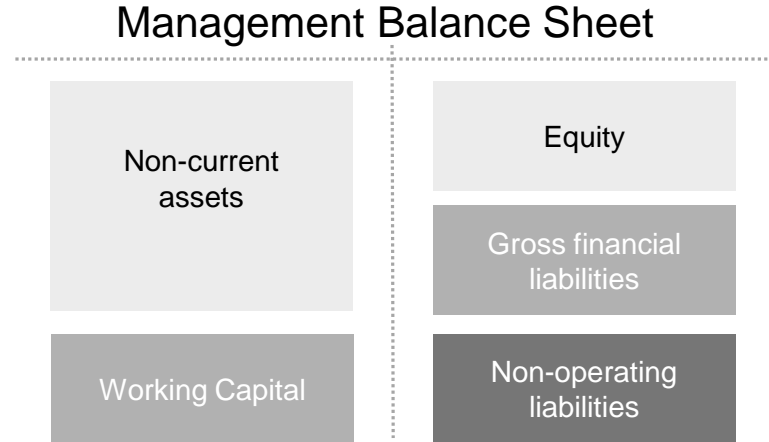 Management Balance Sheet
Non-current
assets
Working Capital
Equity
Gross financial
liabilities
Non-operating
liabilities